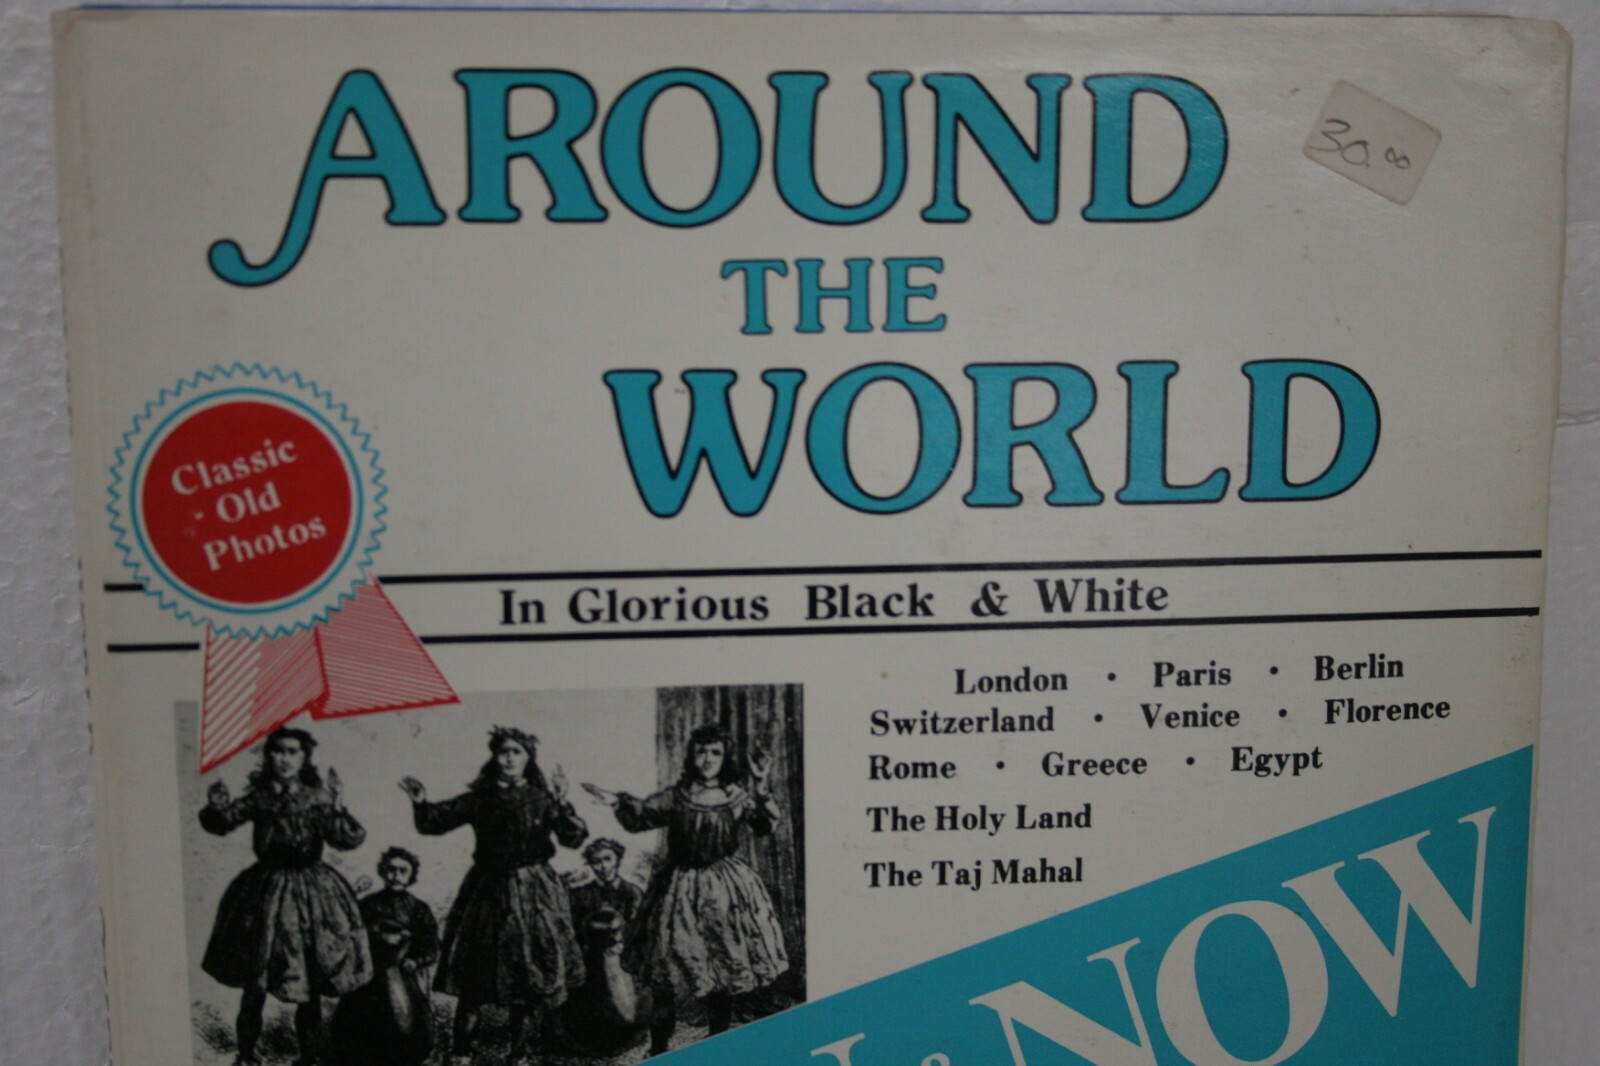 AROUND
THE
WORLD
30.00
Classic
Old
Photos
In Glorious Black & White
London • Paris • Berlin
Switzerland • Venice • Florence
Rome • Greece • Egypt
The Holy Land
The Taj Mahal
& NOW